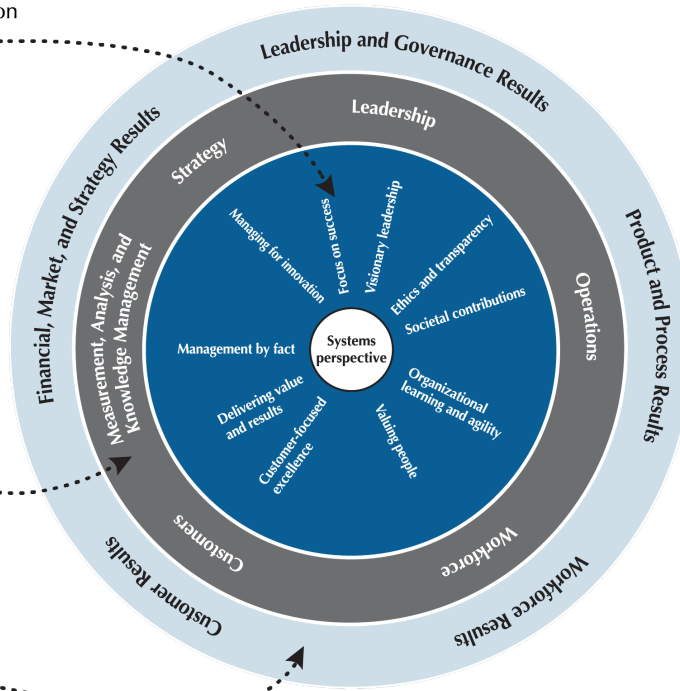 on
Leadership and Governance Results
Product and Process Results
Workforce Results
Customer Results
Financial, Market, and Strategy Results
Leadership
Operations
Workforce
Customers
Measurement, Analysis, and
Knowledge Management
Strategy
Focus on success
Visionary leadership
Ethics and transparency
Societal contributions
Organizational
learning and agility
Valuing people
Customer-focused
excellence
Delivering value
and results
Management by fact
Managing for innovation
Systems
perspective